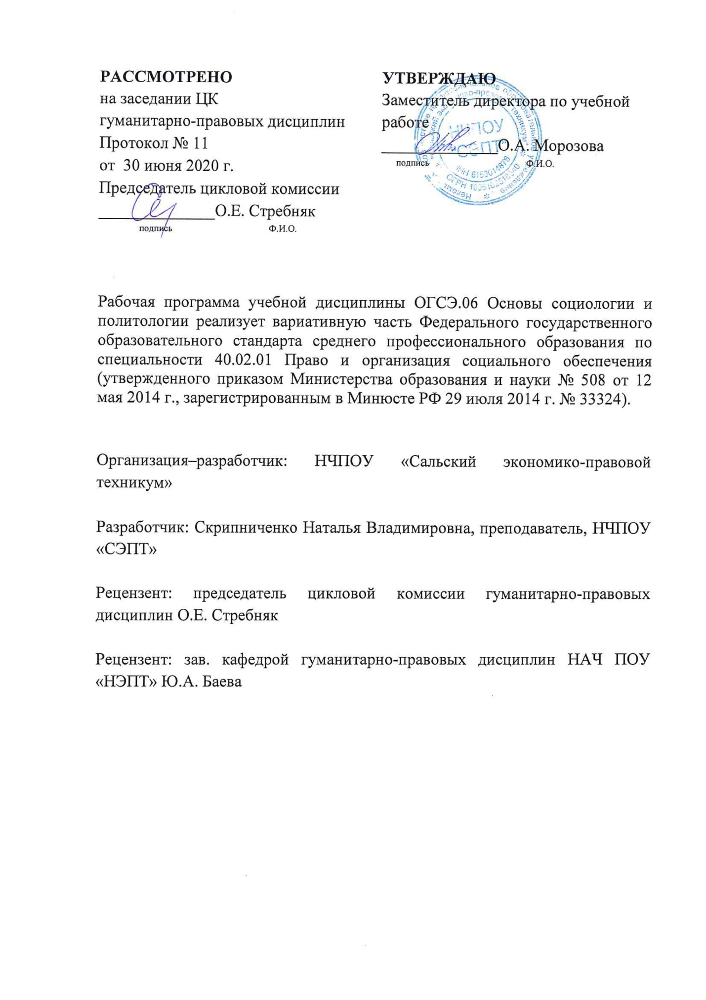 РАССМОТРЕНО
на заседании ЦК
гуманитарно-правовых дисциплин
Протокол № 11
от 30 июня 2020 г.
Председатель цикловой комиссии
О.Е. Стребняк
подпись Ф.И.О.
УТВЕРЖДАЮ
Заместитель директора по учебной
работе
О.А. Морозова
подпись Ф.И.О.
НЧПОУ
"СЭПТ"
ИНН 6153014876
Рабочая программа учебной дисциплины ОГСЭ.06 Основы социологии и
политологии реализует вариативную часть Федерального государственного
образовательного стандарта среднего профессионального образования по
специальности 40.02.01 Право и организация социального обеспечения
(утвержденного приказом Министерства образования и науки № 508 от 12
мая 2014 г., зарегистрированным в Минюсте РФ 29 июля 2014 г. № 33324).
Организация–разработчик: НЧПОУ «Сальский экономико-правовой
техникум»
Разработчик: Скрипниченко Наталья Владимировна, преподаватель, НЧПОУ
«СЭПТ»
Рецензент: председатель цикловой комиссии гуманитарно-правовых
дисциплин О.Е. Стребняк
Рецензент: зав. кафедрой гуманитарно-правовых дисциплин НАЧ ПОУ
«НЭПТ» Ю.А. Баева